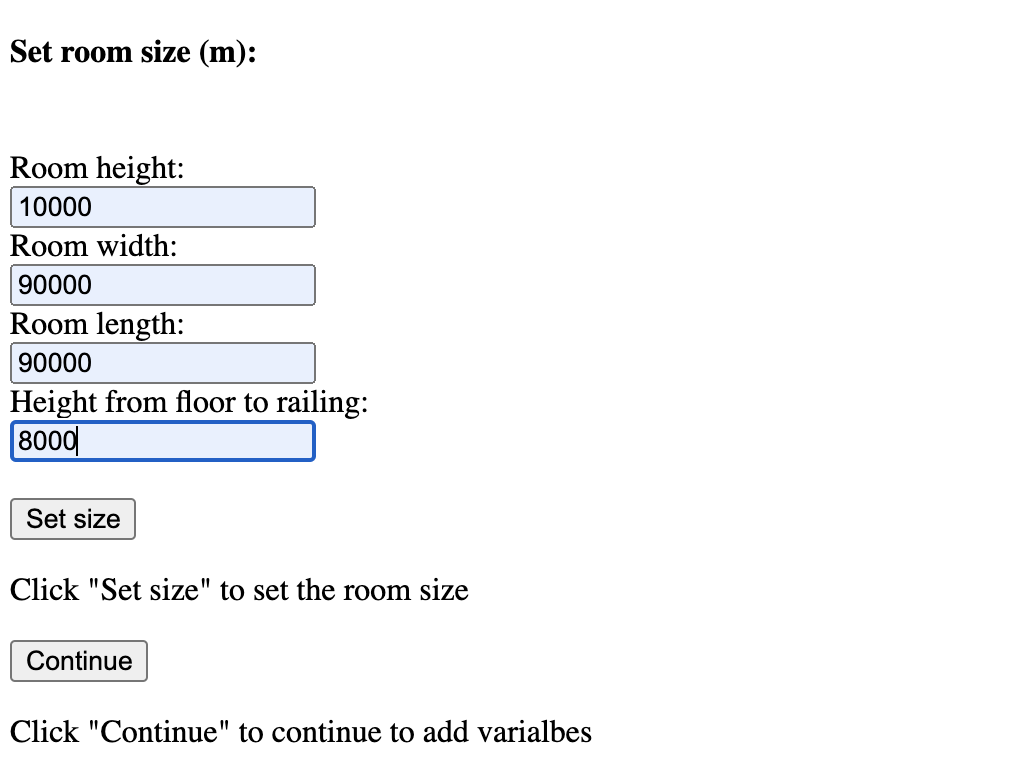 Set room size (m):
Room height:
10000
Room width:
90000
Room length:
90000
Height from floor to railing:
8000
Set size
Click "Set size" to set the room size
Continue
Click "Continue" to continue to add varialbes